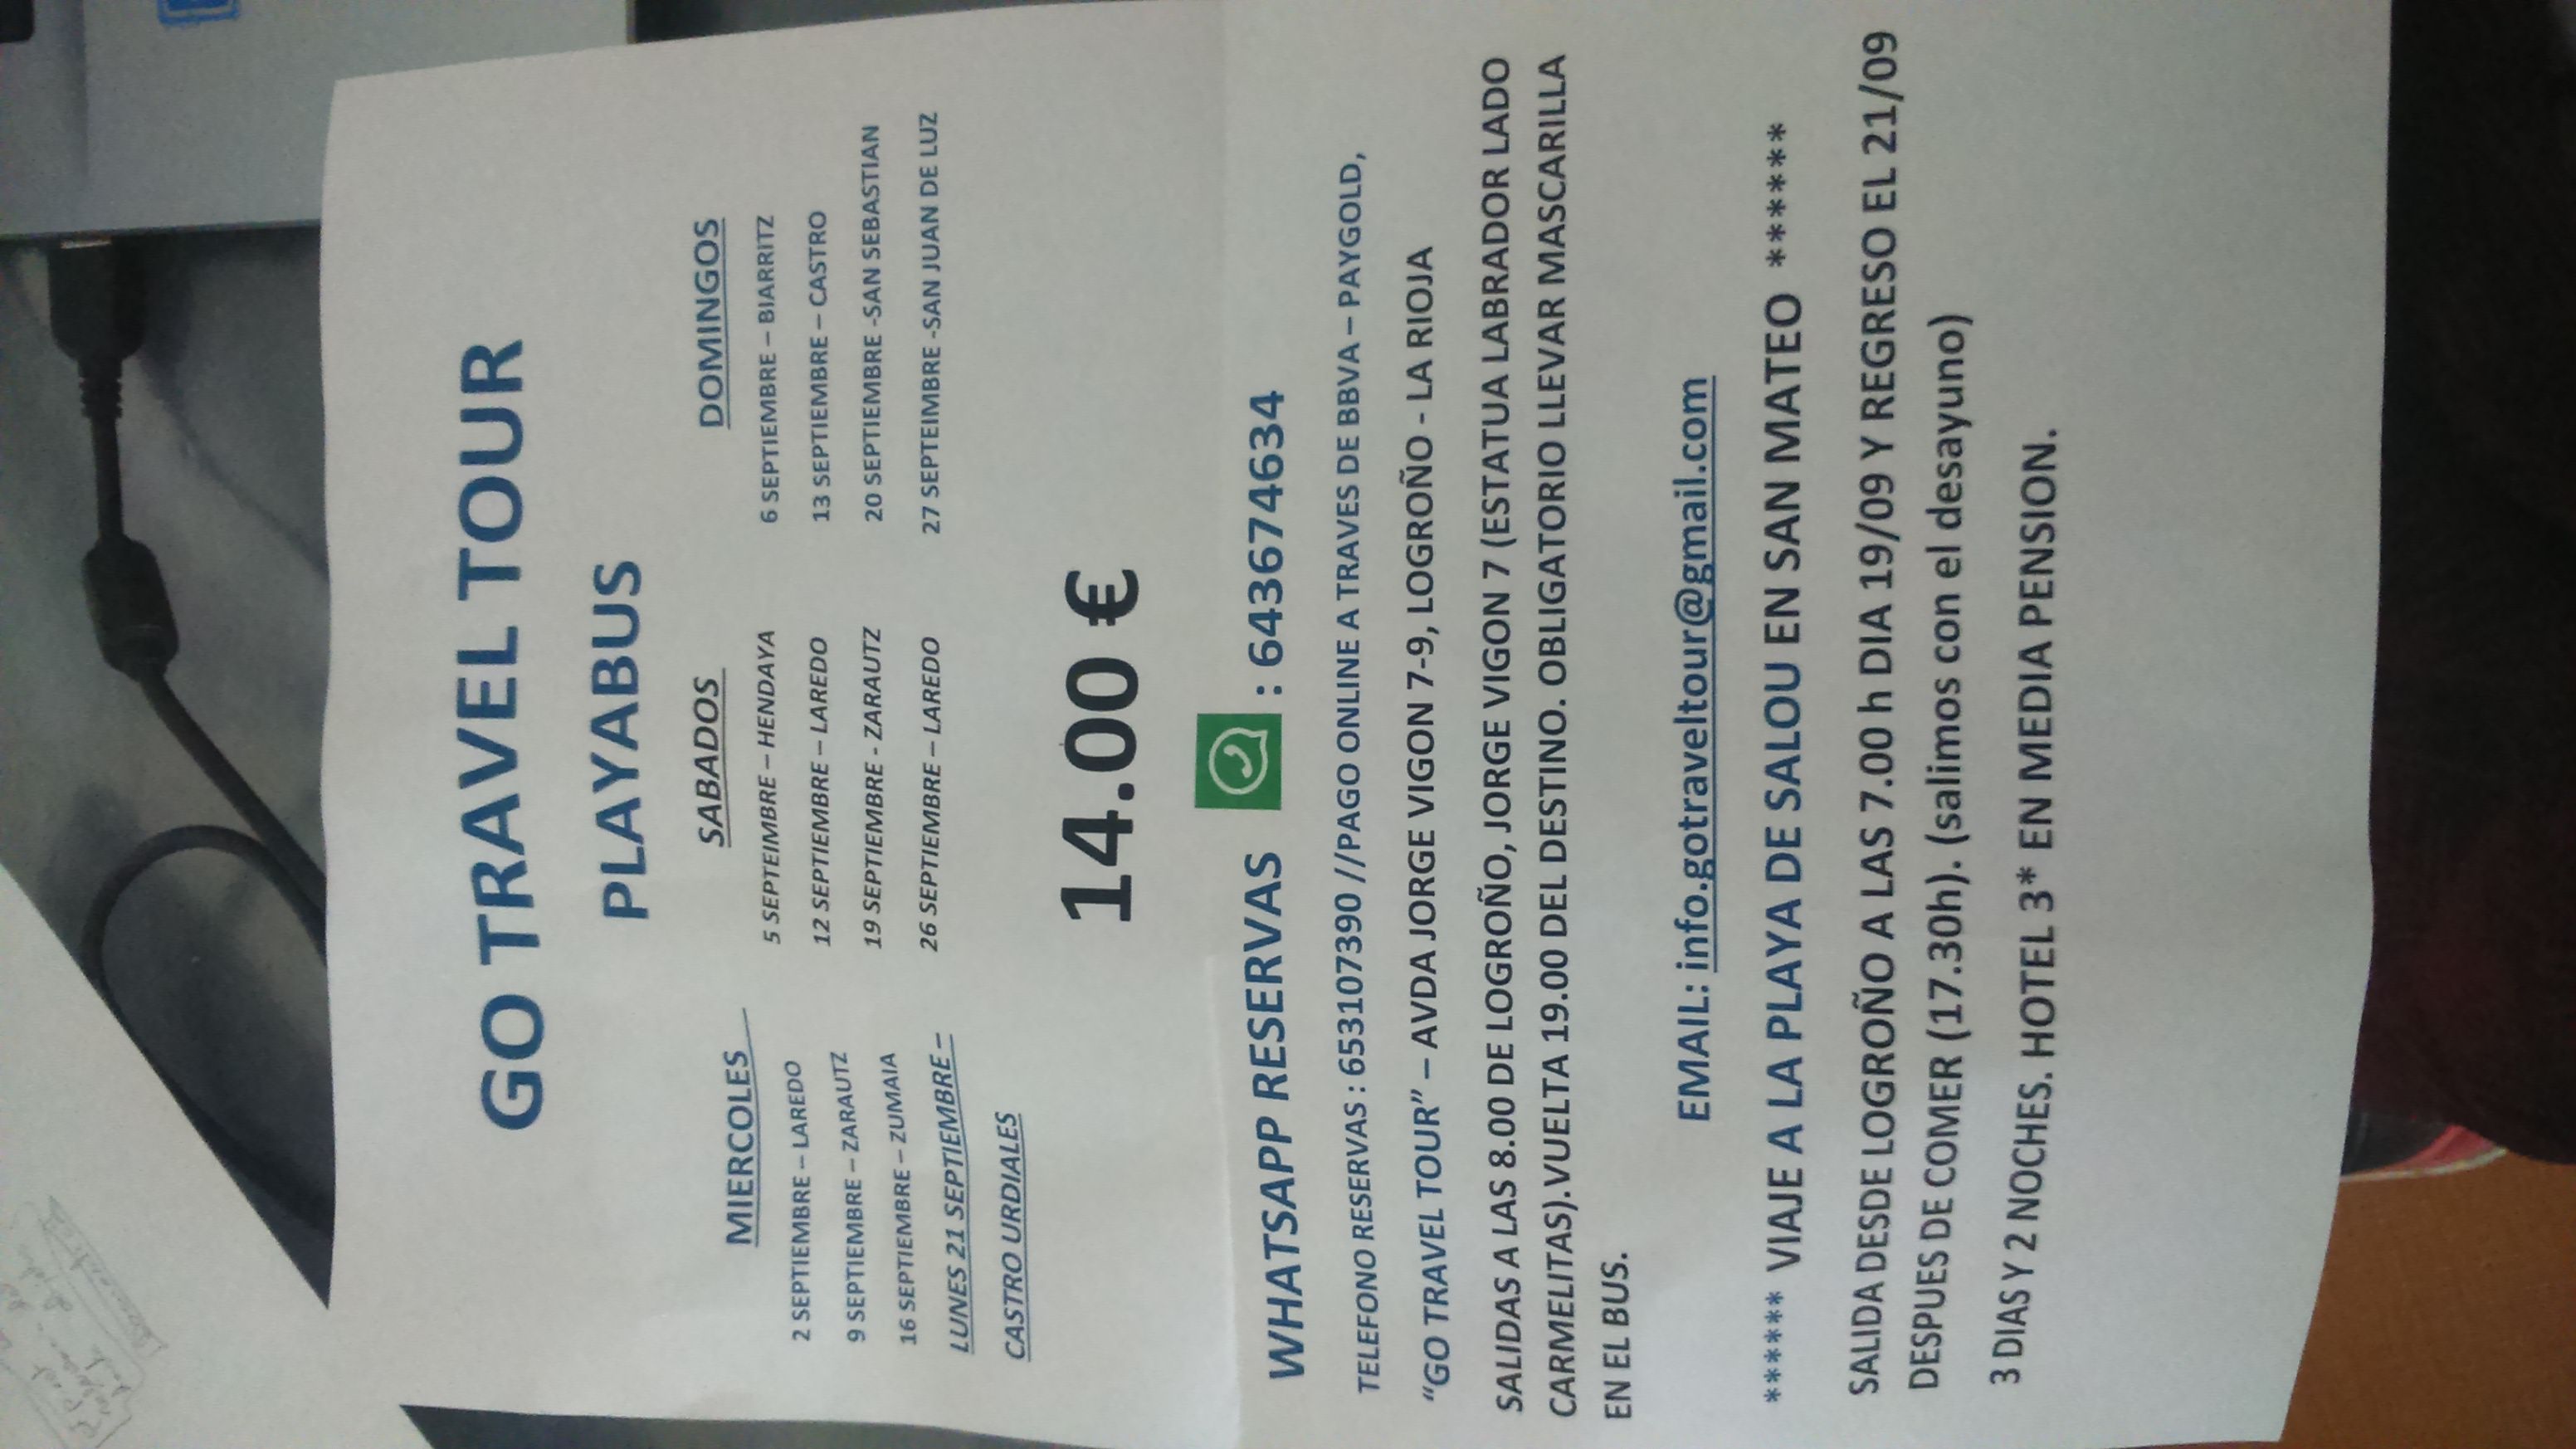 GO TRAVEL TOUR
PLAYABUS
MIERCOLES
2 SEPTIEMBRE – LAREDO
9 SEPTIEMBRE – ZARAUTZ
16 SEPTIEMBRE – ZUMAIA
LUNES 21 SEPTIEMBRE –
CASTRO URDIALES
SABADOS
5 SEPTEIMBRE – HENDAYA
12 SEPTIEMBRE – LAREDO
19 SEPTIEMBRE - ZARAUTZ
26 SEPTIEMBRE – LAREDO
DOMINGOS
6 SEPTIEMBRE – BIARRITZ
13 SEPTIEMBRE – CASTRO
20 SEPTIEMBRE -SAN SEBASTIAN
27 SEPTEIMBRE -SAN JUAN DE LUZ
14.00 €
WHATSAPP RESERVAS : 643674634
TELEFONO RESERVAS : 653107390 //PAGO ONLINE A TRAVES DE BBVA – PAYGOLD,
“GO TRAVEL TOUR” – AVDA JORGE VIGON 7-9, LOGROÑO - LA RIOJA
SALIDAS A LAS 8.00 DE LOGROÑO, JORGE VIGON 7 (ESTATUA LABRADOR LADO
CARMELITAS).VUELTA 19.00 DEL DESTINO. OBLIGATORIO LLEVAR MASCARILLA
EN EL BUS.
EMAIL: info.gotraveltour@gmail.com
****** VIAJE A LA PLAYA DE SALOU EN SAN MATEO ******
SALIDA DESDE LOGROÑO A LAS 7.00 h DIA 19/09 Y REGRESO EL 21/09
DESPUES DE COMER (17.30h). (salimos con el desayuno)
3 DIAS Y 2 NOCHES. HOTEL 3* EN MEDIA PENSION.